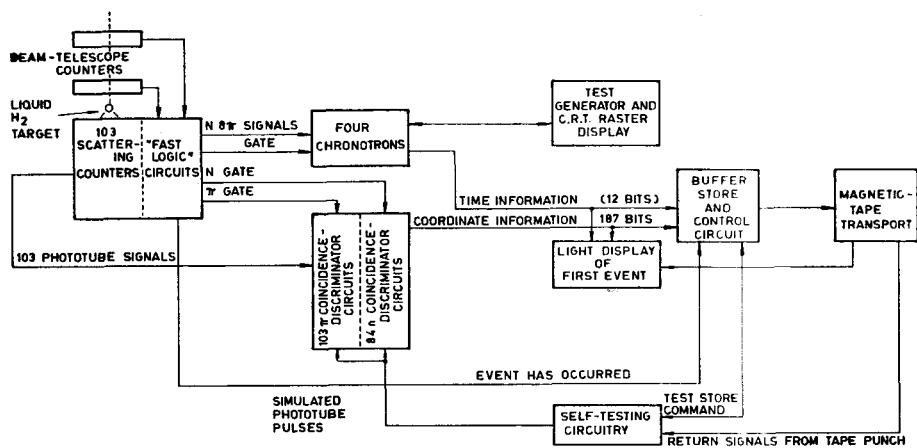 BEAM-TELESCOPE
COUNTERS
LIQUID
H2
TARGET
103
SCATTER-
ING
COUNTERS
"FAST
LOGIC"
CIRCUITS
N 8π SIGNALS
GATE
N GATE
π GATE
FOUR
CHRONOTRONS
TEST
GENERATOR AND
C.R.T. RASTER
DISPLAY
TIME INFORMATION (12 BITS)
COORDINATE INFORMATION 187 BITS
BUFFER
STORE
AND
CONTROL
CIRCUIT
MAGNETIC-
TAPE
TRANSPORT
LIGHT DISPLAY
OF
FIRST EVENT
103 PHOTOTUBE SIGNALS
103 π COINCIDENCE-
DISCRIMINATOR
CIRCUITS
84 n COINCIDENCE-
DISCRIMINATOR
CIRCUITS
EVENT HAS OCCURRED
SIMULATED
PHOTOTUBE
PULSES
TEST STORE
COMMAND
SELF-TESTING
CIRCUITRY
RETURN SIGNALS FROM TAPE PUNCH